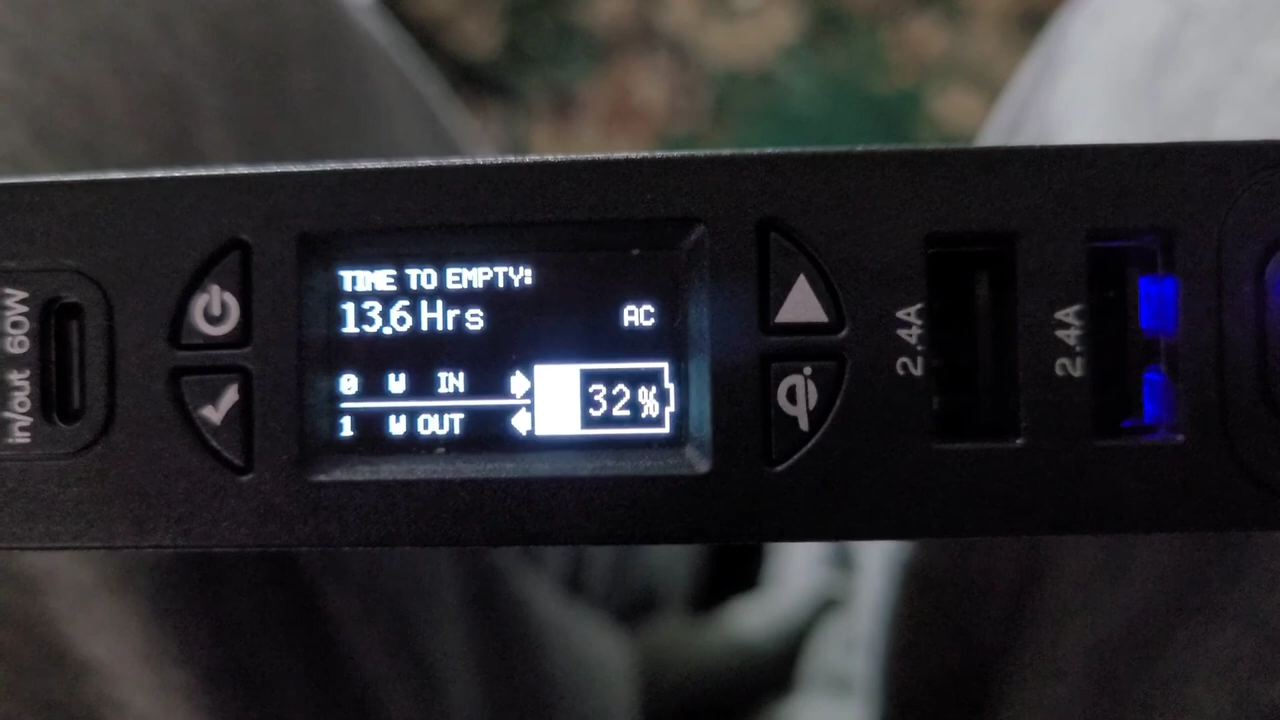 in/out 60W
TIME TO EMPTY:
13.6 Hrs
AC
0 W IN
1 W OUT
32%
qi
2.4A
2.4A